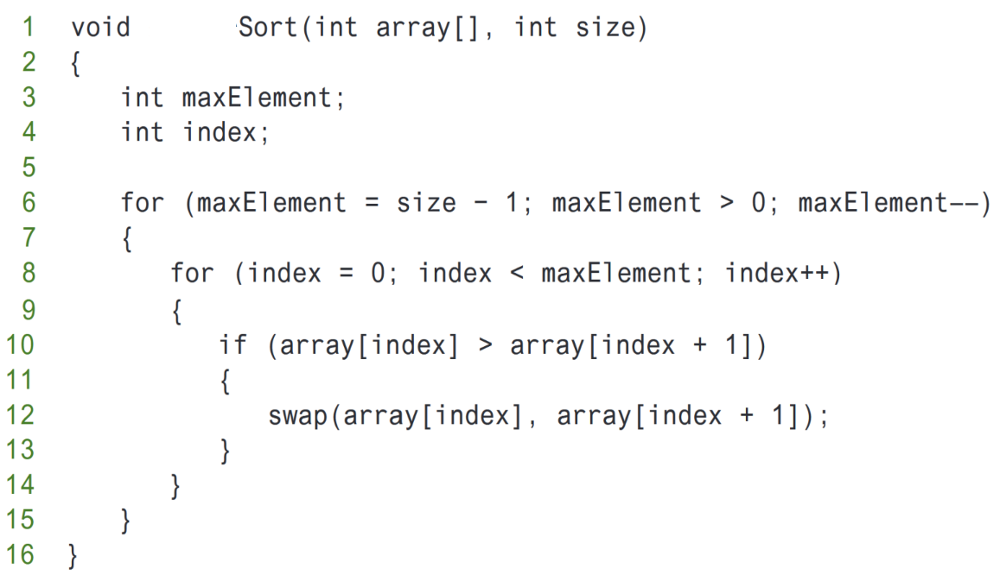 1 void Sort(int array[], int size)
2 {
3 int maxElement;
4 int index;
5
6 for (maxElement = size - 1; maxElement > 0; maxElement--)
7 {
8 for (index = 0; index < maxElement; index++)
9 {
10 if (array[index] > array[index + 1])
11 {
12 swap(array[index], array[index + 1]);
13 }
14 }
15 }
16 }